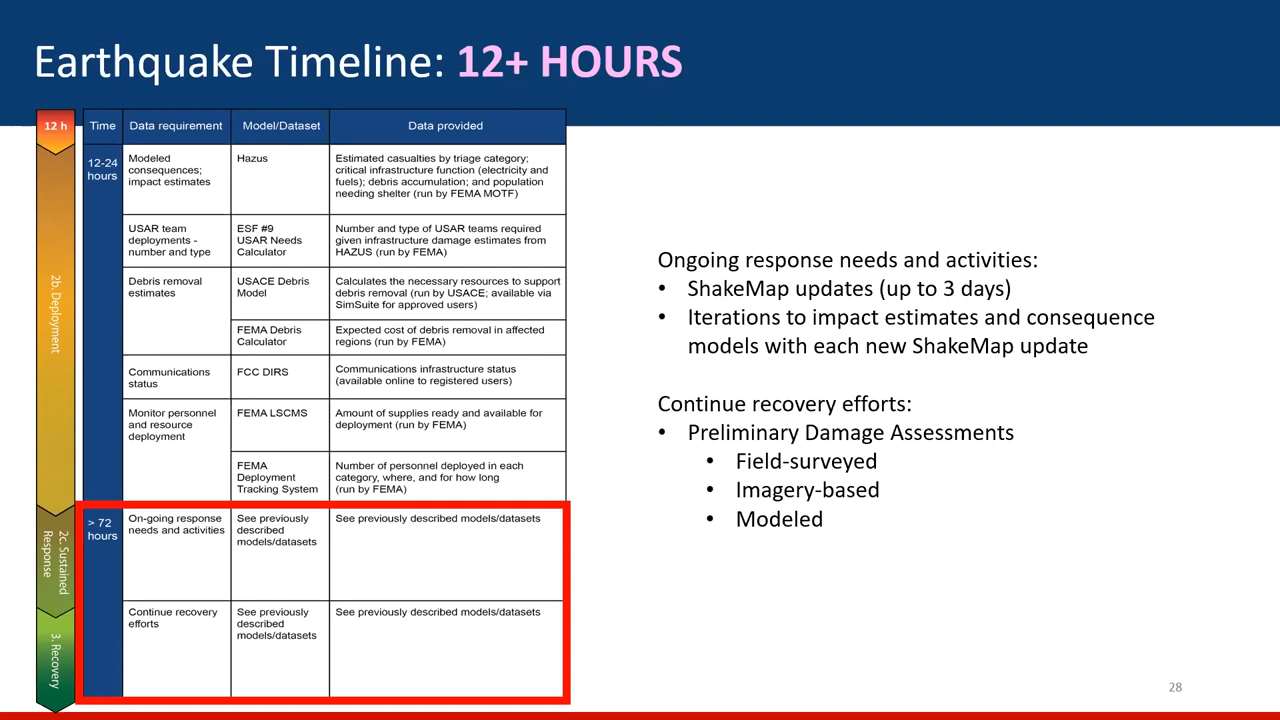 Earthquake Timeline: 12+ HOURS
12 h
Time
Data requirement
Model/Dataset
Data provided
2b. Deployment
12-24
hours
Modeled
consequences;
impact estimates
Hazus
Estimated casualties by triage category;
critical infrastructure function (electricity and
fuels); debris accumulation; and population
needing shelter (run by FEMA MOTF)
USAR team
deployments -
number and type
ESF #9
USAR Needs
Calculator
Number and type of USAR teams required
given infrastructure damage estimates from
HAZUS (run by FEMA)
Debris removal
estimates
USACE Debris
Model
Calculates the necessary resources to support
debris removal (run by USACE; available via
SimSuite for approved users)
FEMA Debris
Calculator
Expected cost of debris removal in affected
regions (run by FEMA)
Communications
status
FCC DIRS
Communications infrastructure status
(available online to registered users)
Monitor personnel
and resource
deployment
FEMA LSCMS
Amount of supplies ready and available for
deployment (run by FEMA)
FEMA
Deployment
Tracking System
Number of personnel deployed in each
category, where, and for how long
(run by FEMA)
2c. Sustained
Response
> 72
hours
On-going response
needs and activities
See previously
described
models/datasets
See previously described models/datasets
3. Recovery
Continue recovery
efforts
See previously
described
models/datasets
See previously described models/datasets
Ongoing response needs and activities:
• ShakeMap updates (up to 3 days)
• Iterations to impact estimates and consequence
models with each new ShakeMap update
Continue recovery efforts:
• Preliminary Damage Assessments
• Field-surveyed
• Imagery-based
• Modeled
28